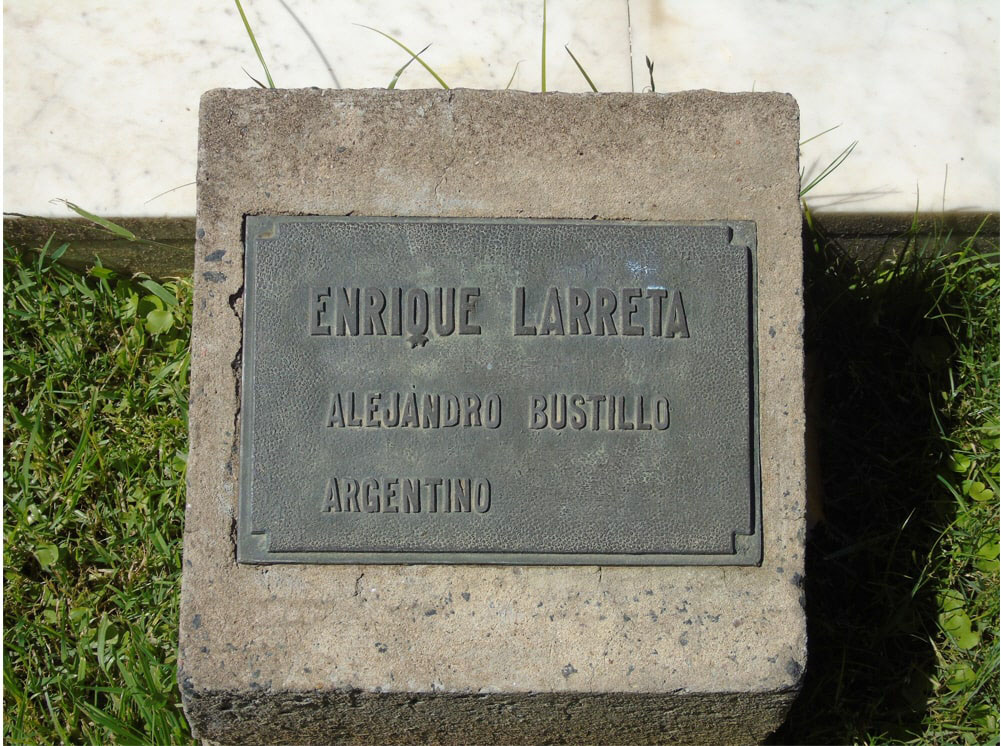 ENRIQUE LARRETA
ALEJANDRO BUSTILLO
ARGENTINO